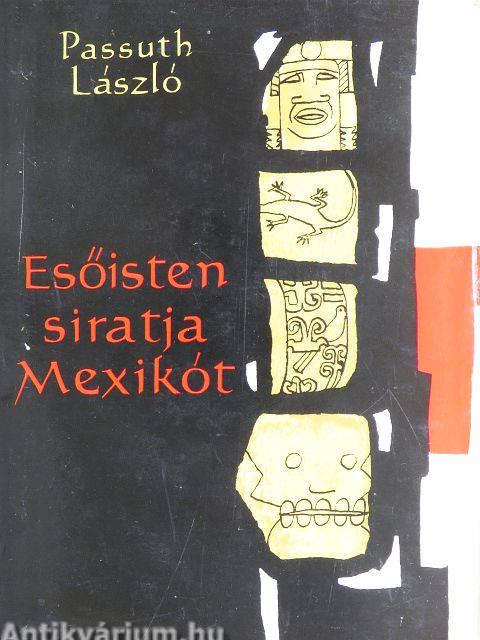 Passuth
László
Esőisten
siratja
Mexikót
Antikvárium.hu